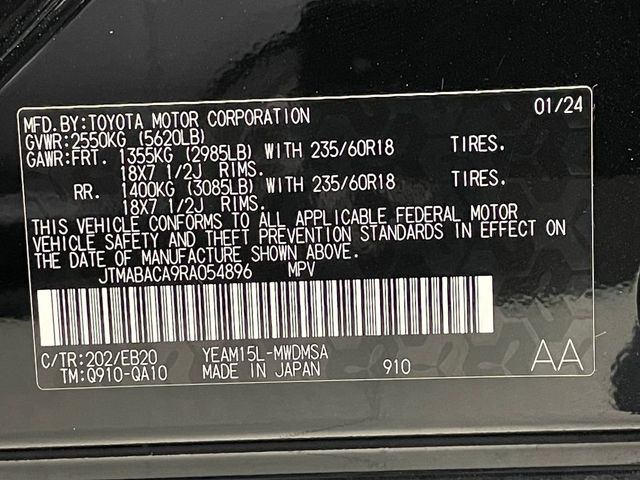 MFD.BY:TOYOTA MOTOR CORPORATION 01/24
GVWR:2550KG (5620LB)
GAWR:FRT. 1355KG (2985LB) WITH 235/60R18 TIRES.
18X7 1/2J RIMS.
RR. 1400KG (3085LB) WITH 235/60R18 TIRES.
18X7 1/2J RIMS.
THIS VEHICLE CONFORMS TO ALL APPLICABLE FEDERAL MOTOR
VEHICLE SAFETY AND THEFT PREVENTION STANDARDS IN EFFECT ON
THE DATE OF MANUFACTURE SHOWN ABOVE.
JTMABACA9RA054896 MPV
C/TR:202/EB20 YEAM15L-MWDMSA
TM:Q910-QA10 MADE IN JAPAN 910 AA